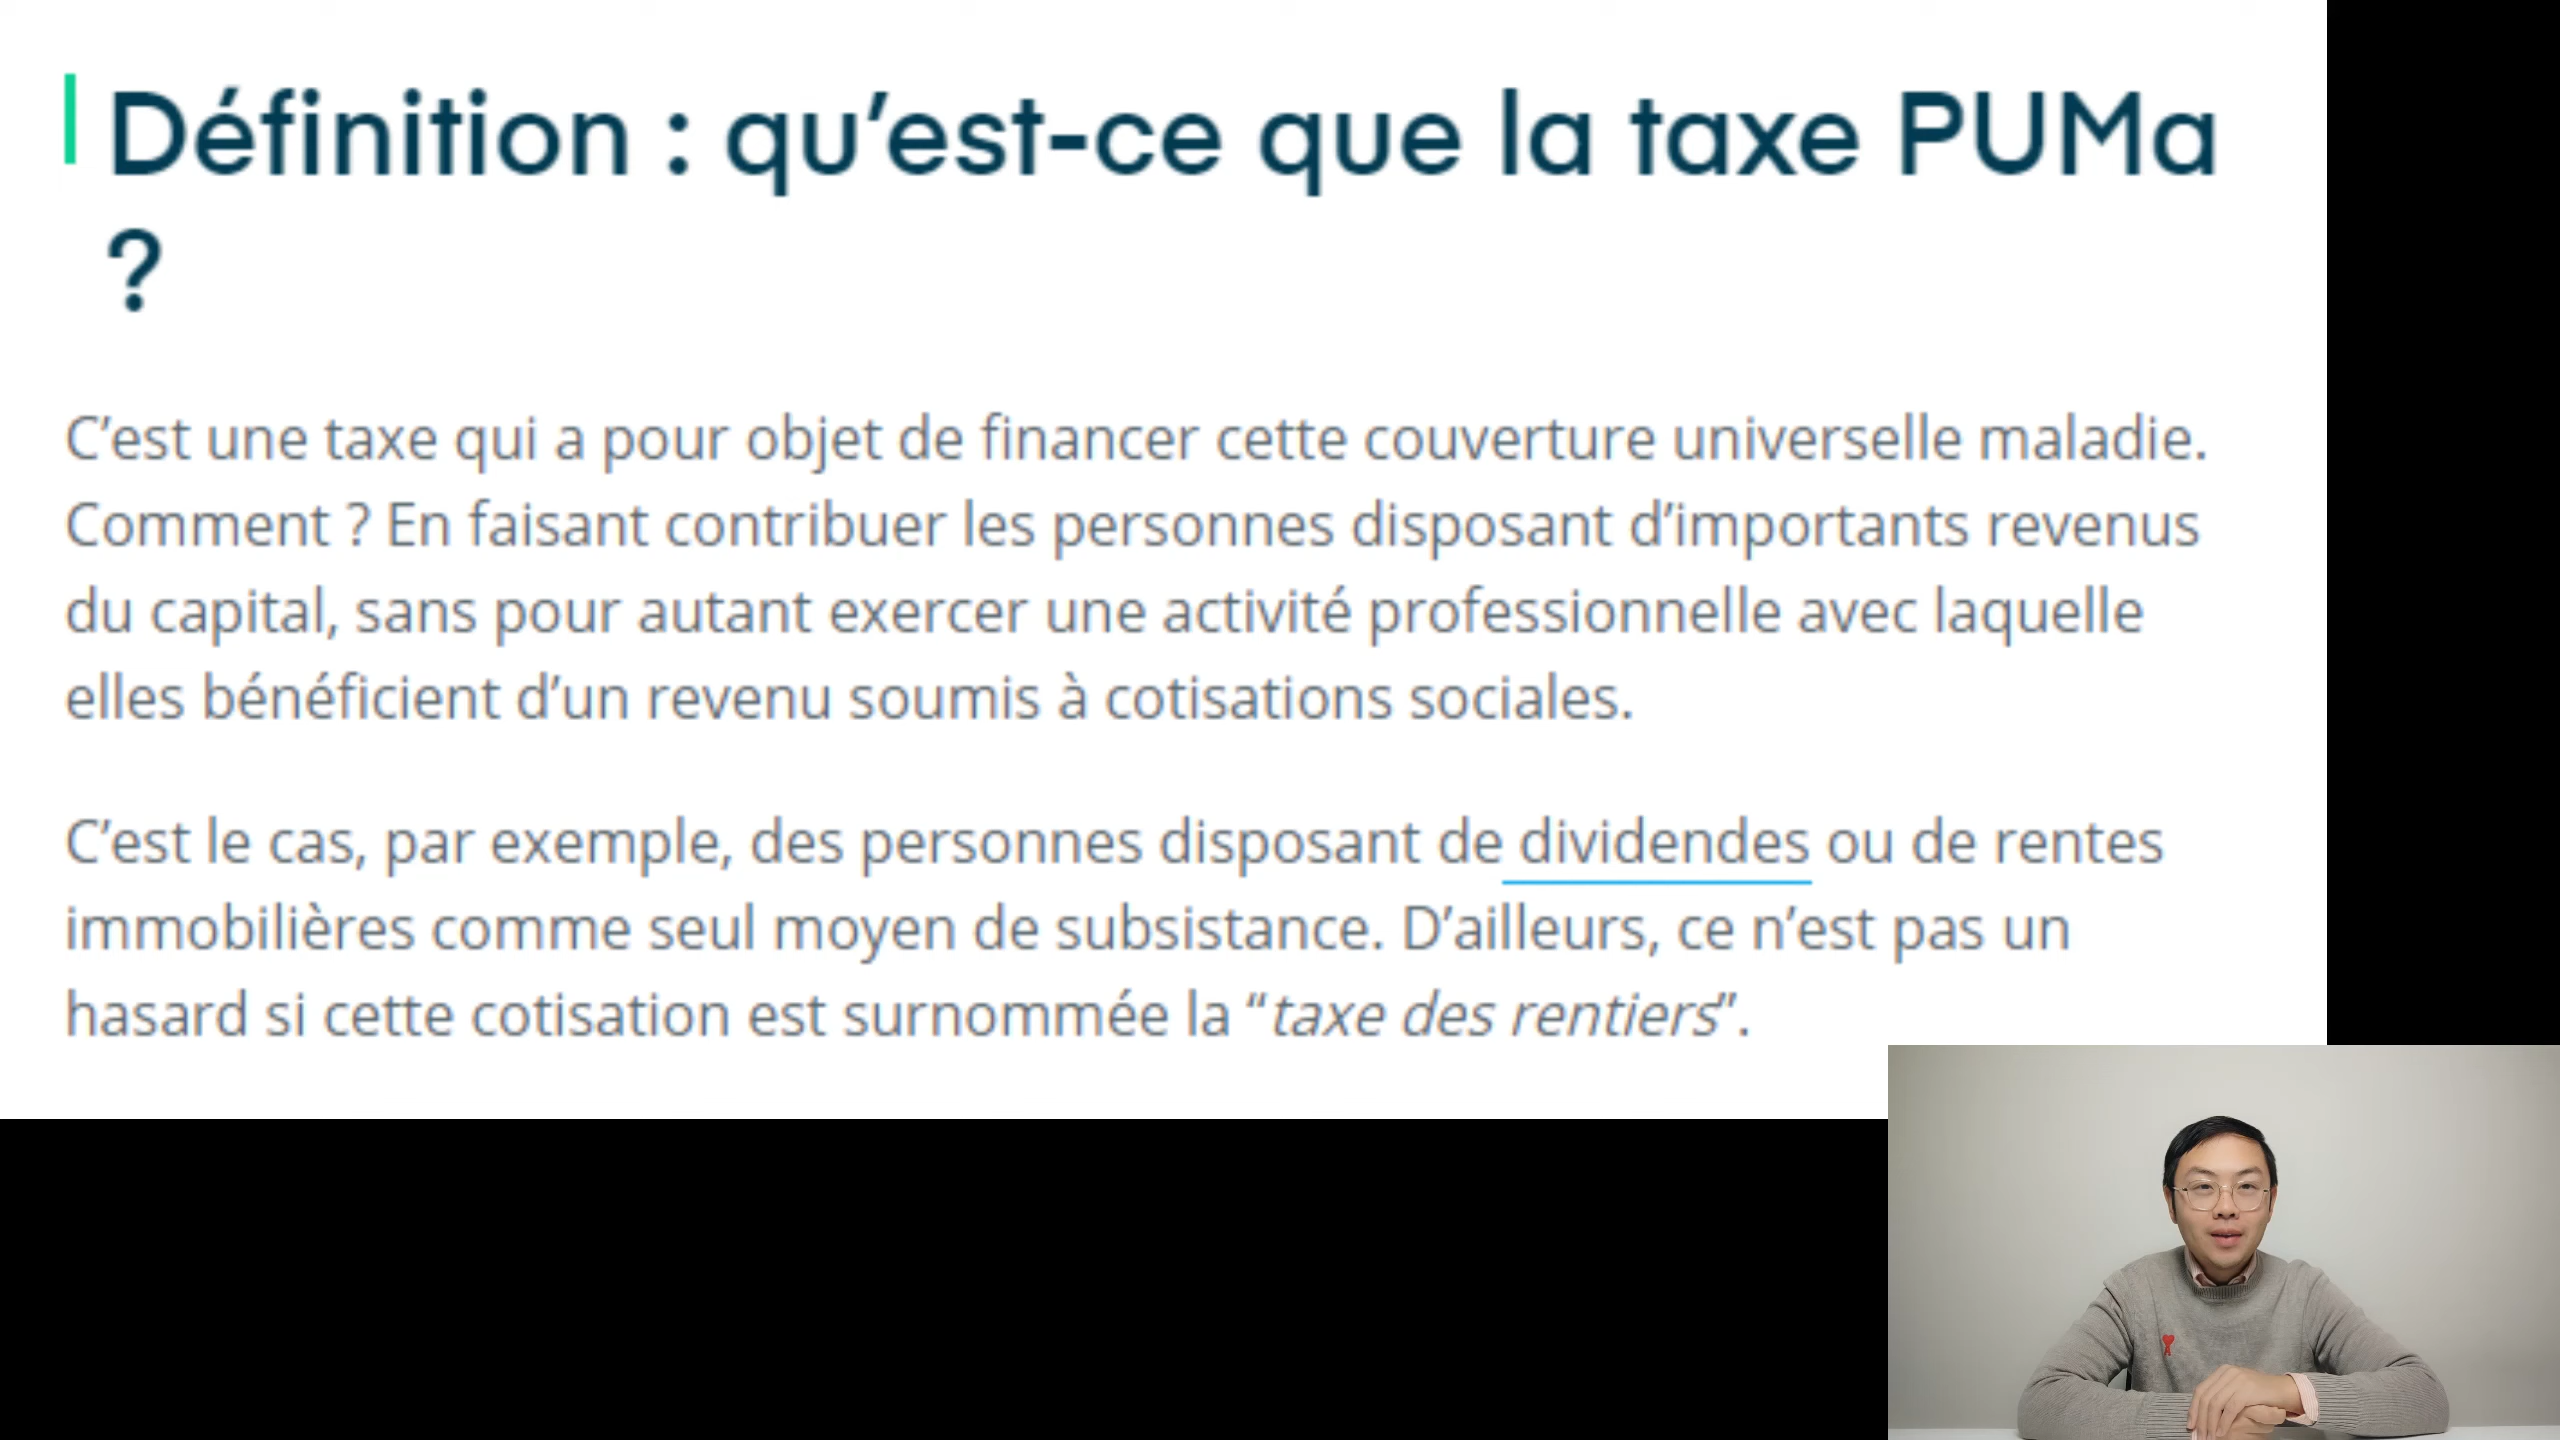 Définition : qu’est-ce que la taxe PUMa
?
C’est une taxe qui a pour objet de financer cette couverture universelle maladie.
Comment ? En faisant contribuer les personnes disposant d’importants revenus
du capital, sans pour autant exercer une activité professionnelle avec laquelle
elles bénéficient d’un revenu soumis à cotisations sociales.
C’est le cas, par exemple, des personnes disposant de dividendes ou de rentes
immobilières comme seul moyen de subsistance. D’ailleurs, ce n’est pas un
hasard si cette cotisation est surnommée la “taxe des rentiers”.